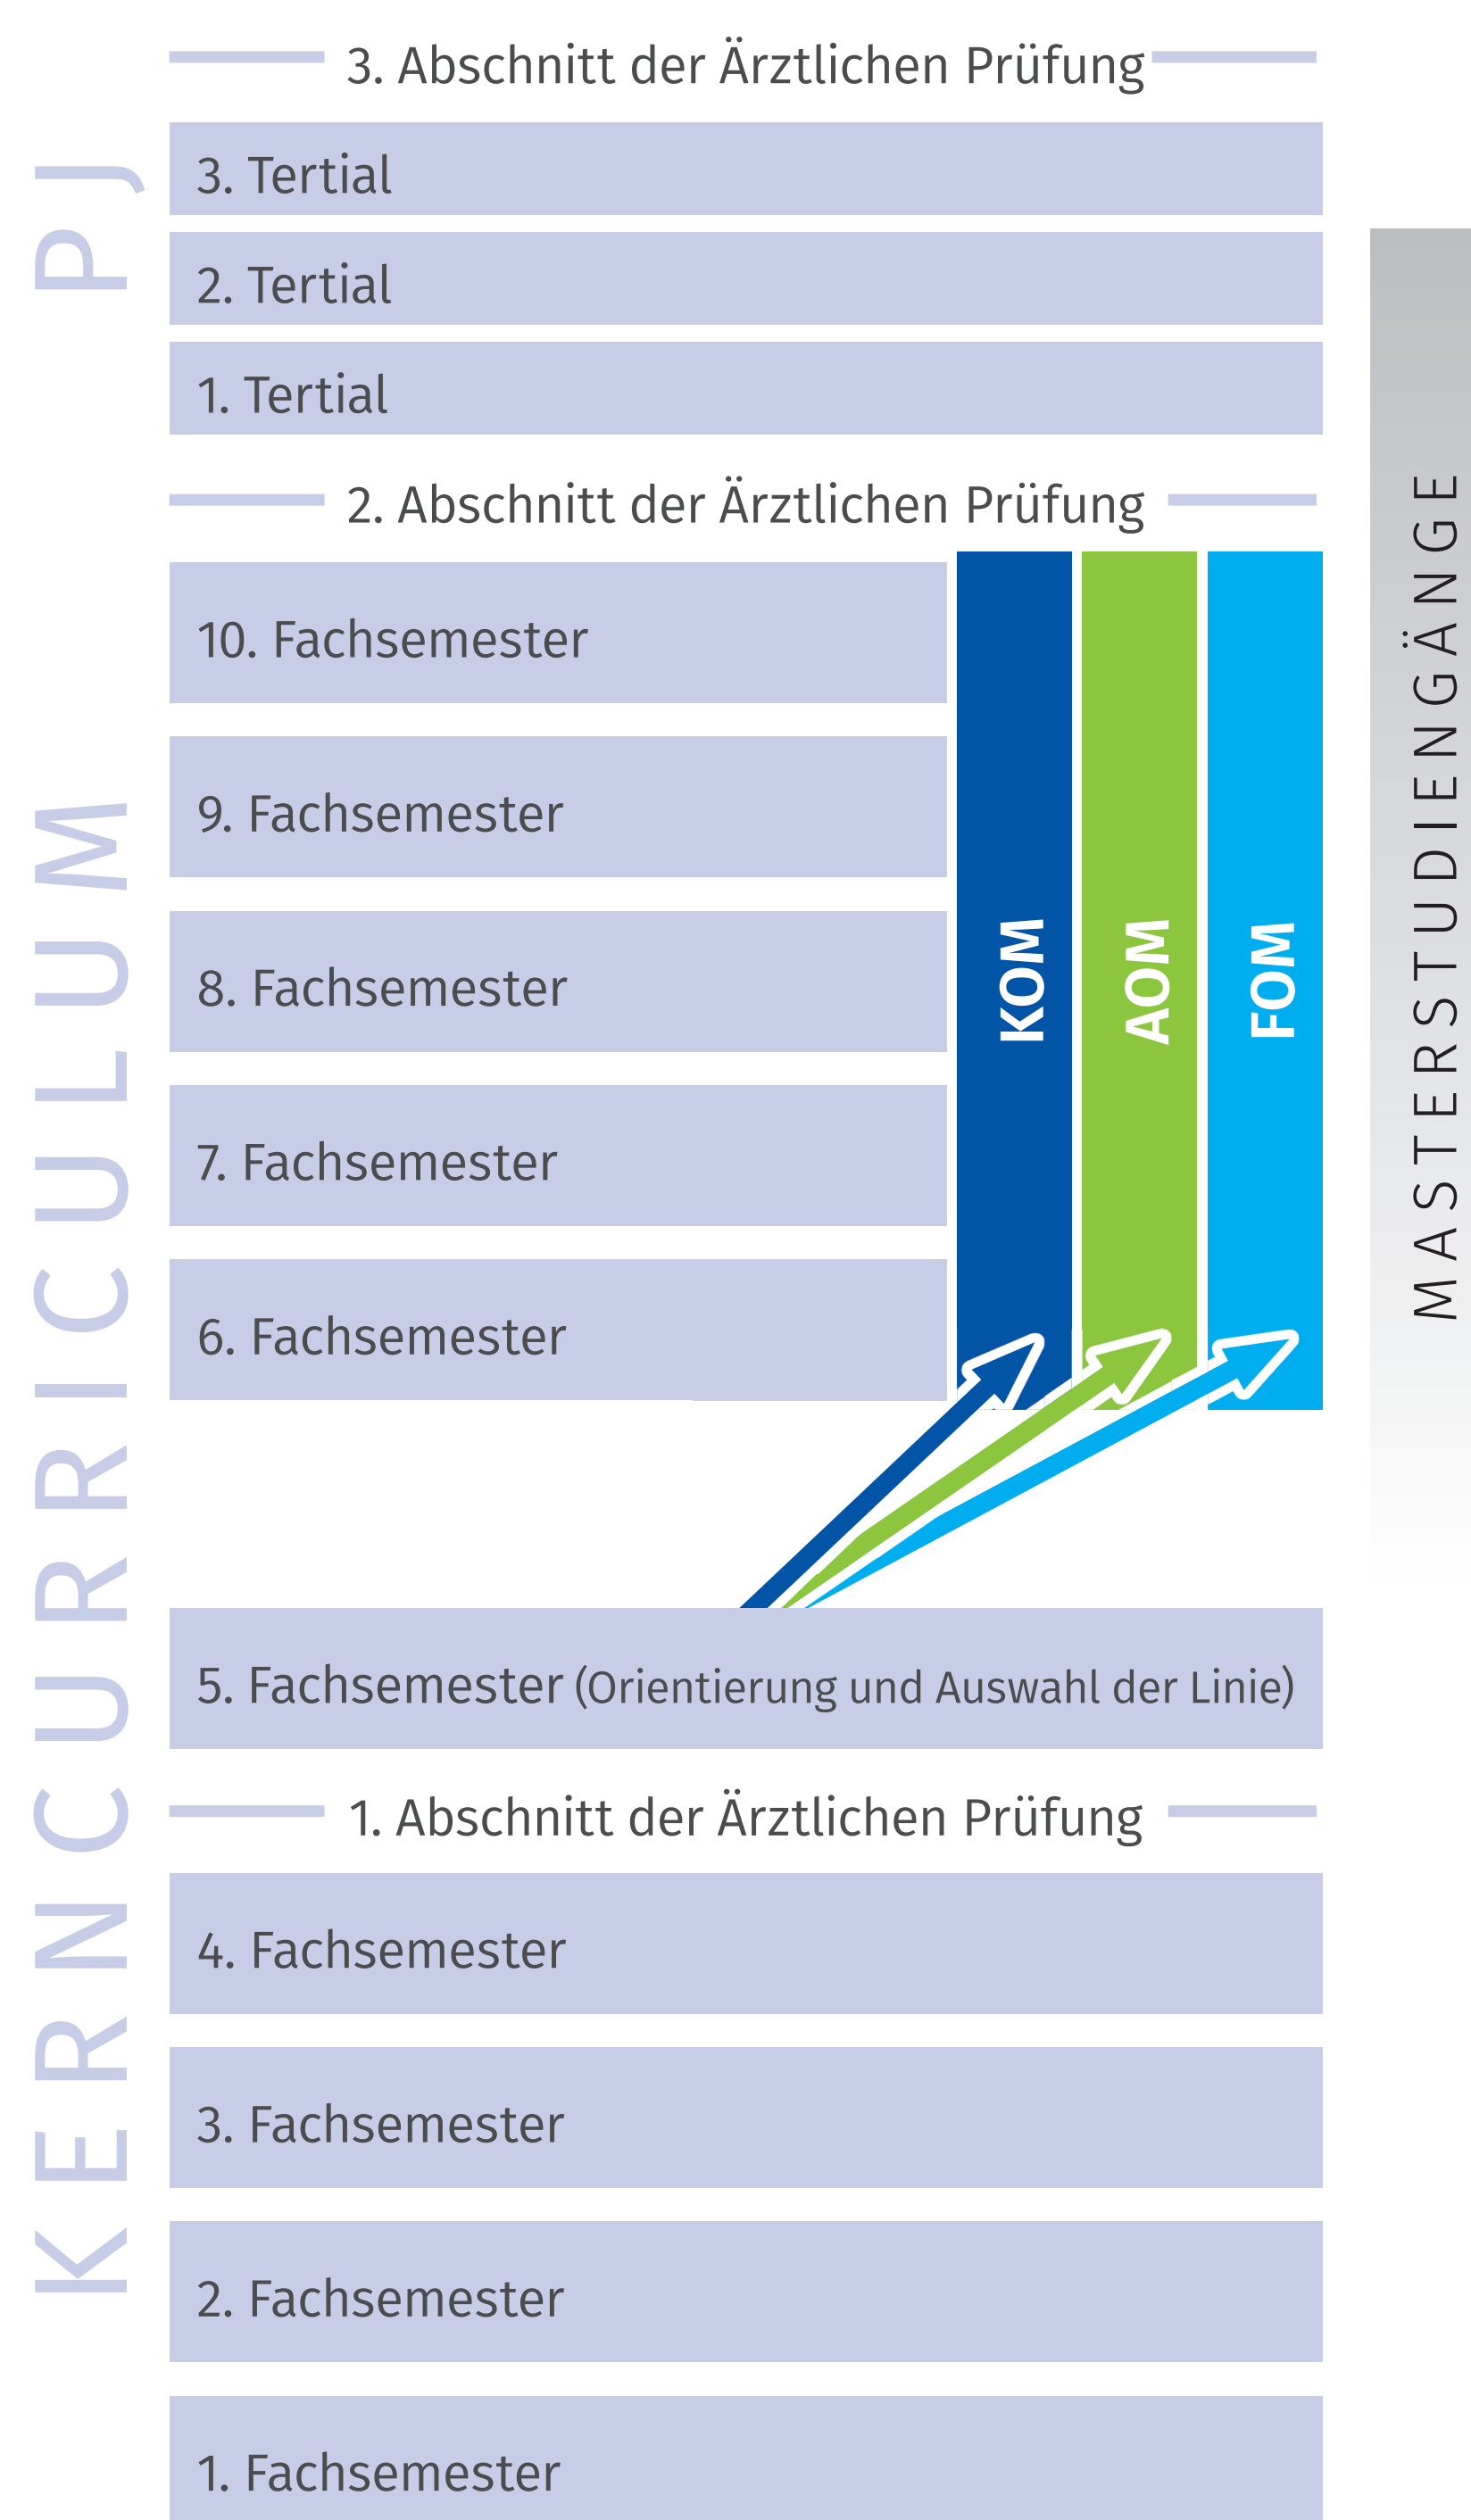 3. Abschnitt der Ärztlichen Prüfung
PJ
3. Tertial
2. Tertial
1. Tertial
2. Abschnitt der Ärztlichen Prüfung
KERNCURRICULUM
10. Fachsemester
9. Fachsemester
8. Fachsemester
7. Fachsemester
6. Fachsemester
KOM
AOM
FOM
MASTERSTUDIENGÄNGE
5. Fachsemester (Orientierung und Auswahl der Linie)
1. Abschnitt der Ärztlichen Prüfung
4. Fachsemester
3. Fachsemester
2. Fachsemester
1. Fachsemester